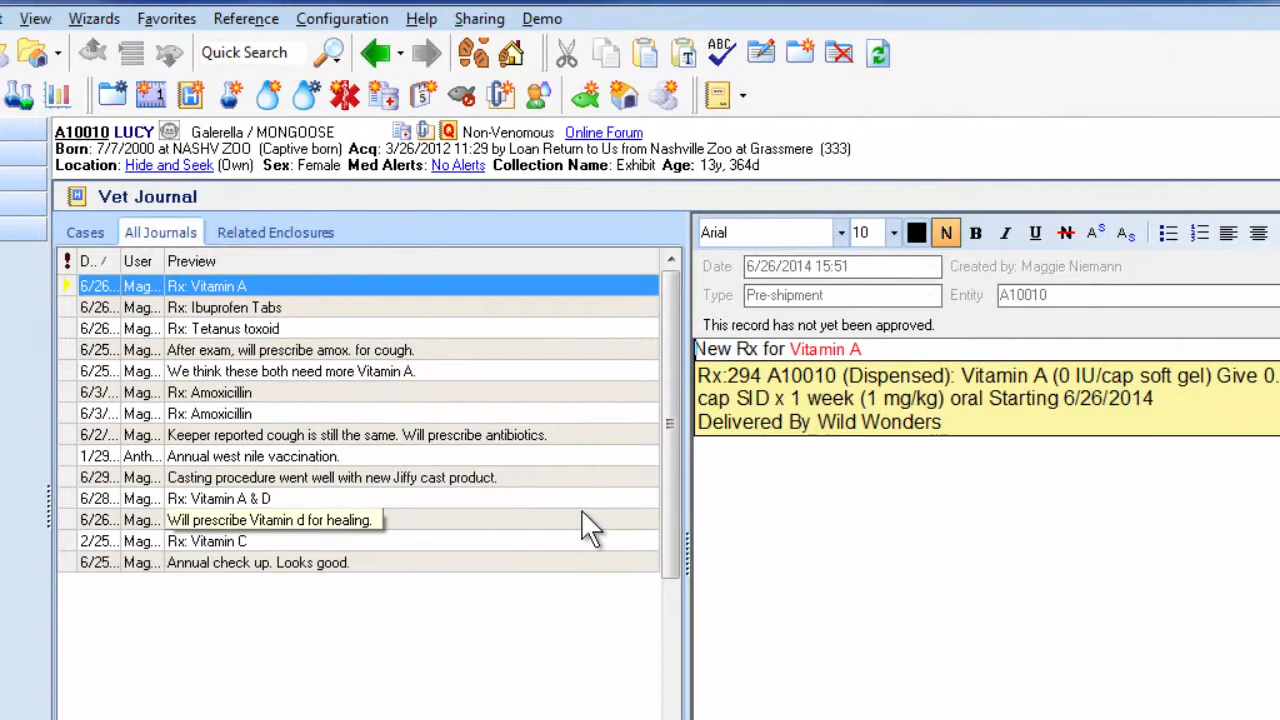 View Wizards Favorites Reference Configuration Help Sharing Demo
Quick Search ABC
A10010 LUCY Galerella / MONGOOSE Non-Venomous Online Forum
Born: 7/7/2000 at NASHV ZOO (Captive born) Acq: 3/26/2012 11:29 by Loan Return to Us from Nashville Zoo at Grassmere (333)
Location: Hide and Seek (Own) Sex: Female Med Alerts: No Alerts Collection Name: Exhibit Age: 13y, 364d
Vet Journal
Cases All Journals Related Enclosures
D.. / User Preview
6/26... Mag... Rx: Vitamin A
6/26... Mag... Rx: Ibuprofen Tabs
6/26... Mag... Rx: Tetanus toxoid
6/25... Mag... After exam, will prescribe amox. for cough.
6/25... Mag... We think these both need more Vitamin A.
6/3/... Mag... Rx: Amoxicillin
6/3/... Mag... Rx: Amoxicillin
6/2/... Mag... Keeper reported cough is still the same. Will prescribe antibiotics.
1/29... Anth... Annual west nile vaccination.
6/29... Mag... Casting procedure went well with new Jiffy cast product.
6/28... Mag... Rx: Vitamin A & D
6/26... Mag... Will prescribe Vitamin d for healing.
2/25... Mag... Rx: Vitamin C
6/25... Mag... Annual check up. Looks good.
Arial 10 N B I U N A S A S
Date 6/26/2014 15:51 Created by: Maggie Niemann
Type Pre-shipment Entity A10010
This record has not yet been approved.
New Rx for Vitamin A
Rx:294 A10010 (Dispensed): Vitamin A (0 IU/cap soft gel) Give 0.
cap SID x 1 week (1 mg/kg) oral Starting 6/26/2014
Delivered By Wild Wonders